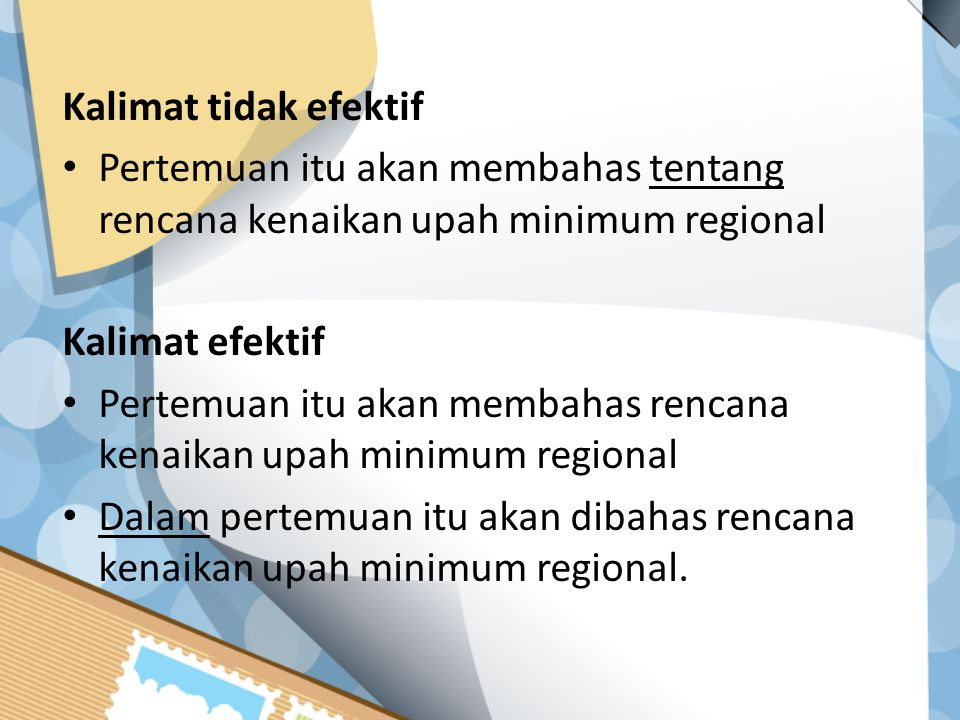 Kalimat tidak efektif
• Pertemuan itu akan membahas tentang
rencana kenaikan upah minimum regional
Kalimat efektif
• Pertemuan itu akan membahas rencana
kenaikan upah minimum regional
• Dalam pertemuan itu akan dibahas rencana
kenaikan upah minimum regional.